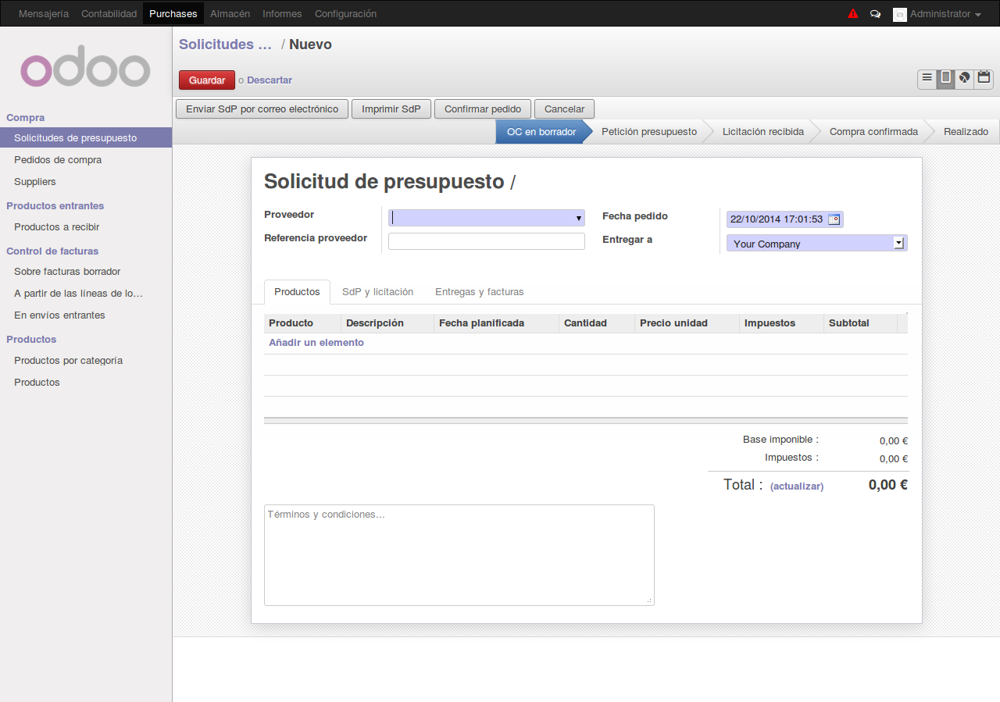 Mensajería Contabilidad Purchases Almacén Informes Configuración Administrator
odoo
Compra
Solicitudes de presupuesto
Pedidos de compra
Suppliers
Productos entrantes
Productos a recibir
Control de facturas
Sobre facturas borrador
A partir de las líneas de lo...
En envíos entrantes
Productos
Productos por categoría
Productos
Solicitudes ... / Nuevo
Guardar o Descartar
Enviar SdP por correo electrónico Imprimir SdP Confirmar pedido Cancelar
OC en borrador Petición presupuesto Licitación recibida Compra confirmada Realizado
Solicitud de presupuesto /
Proveedor Fecha pedido 22/10/2014 17:01:53
Referencia proveedor Entregar a Your Company
Productos SdP y licitación Entregas y facturas
Producto Descripción Fecha planificada Cantidad Precio unidad Impuestos Subtotal
Añadir un elemento
Base imponible : 0,00 €
Impuestos : 0,00 €
Total : (actualizar) 0,00 €
Términos y condiciones...